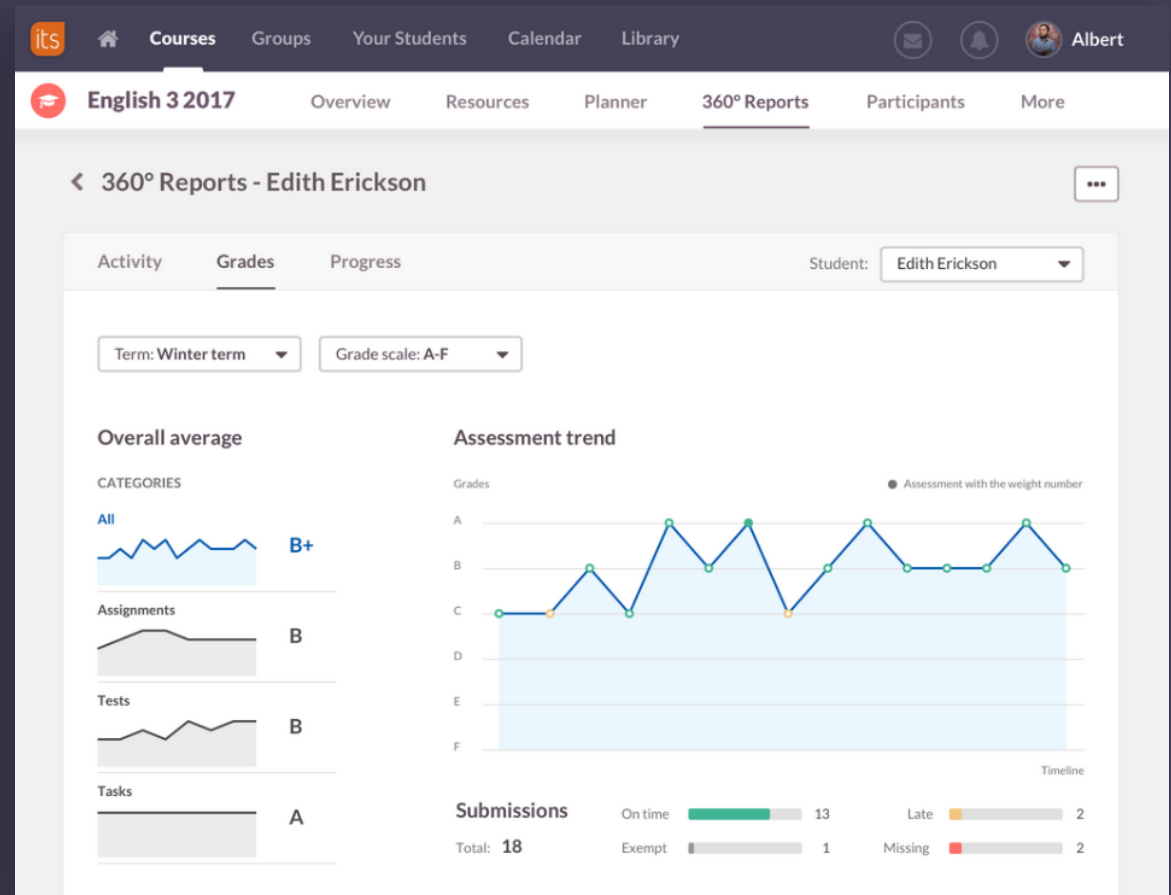 its Courses Groups Your Students Calendar Library Albert
English 3 2017 Overview Resources Planner 360° Reports Participants More
360° Reports - Edith Erickson
Activity Grades Progress Student: Edith Erickson
Term: Winter term Grade scale: A-F
Overall average
CATEGORIES
All
B+
Assignments
B
Tests
B
Tasks
A
Assessment trend
Grades Assessment with the weight number
A
B
C
D
E
F
Timeline
Submissions On time 13 Late 2
Total: 18 Exempt 1 Missing 2